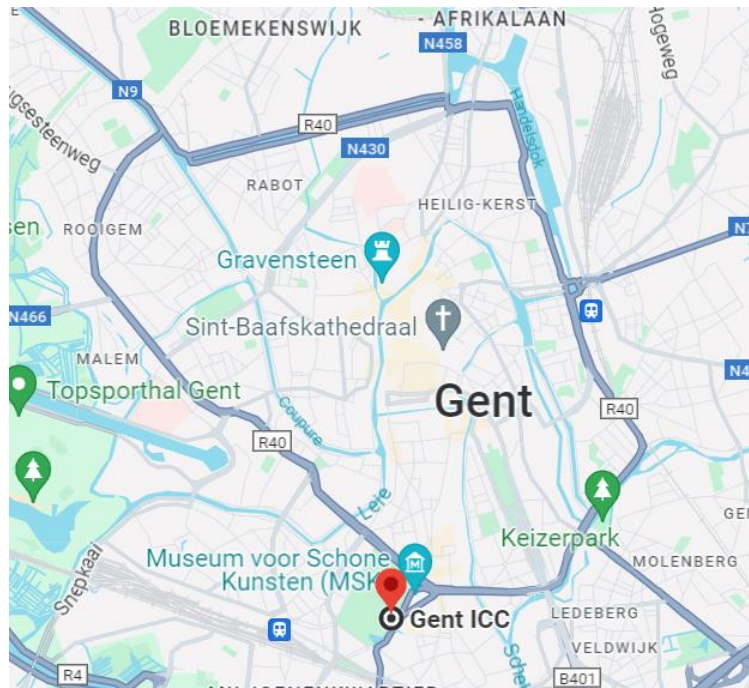 BLOEMEKENSWIJK
- AFRIKALAAN
N458
Hogeweg
N9
R40
Handelsdok
N430
RABOT
HEILIG-KERST
ROOIGEM
Gravensteen
N466
Sint-Baafskathedraal
MALEM
Topsporthal Gent
Gent
R40
Coupure
R40
Leie
Keizerpark
Museum voor Schone
Kunsten (MSK
MOLENBERG
Snepkaai
Gent ICC
LEDEBERG
VELDWIJK
R4
B401